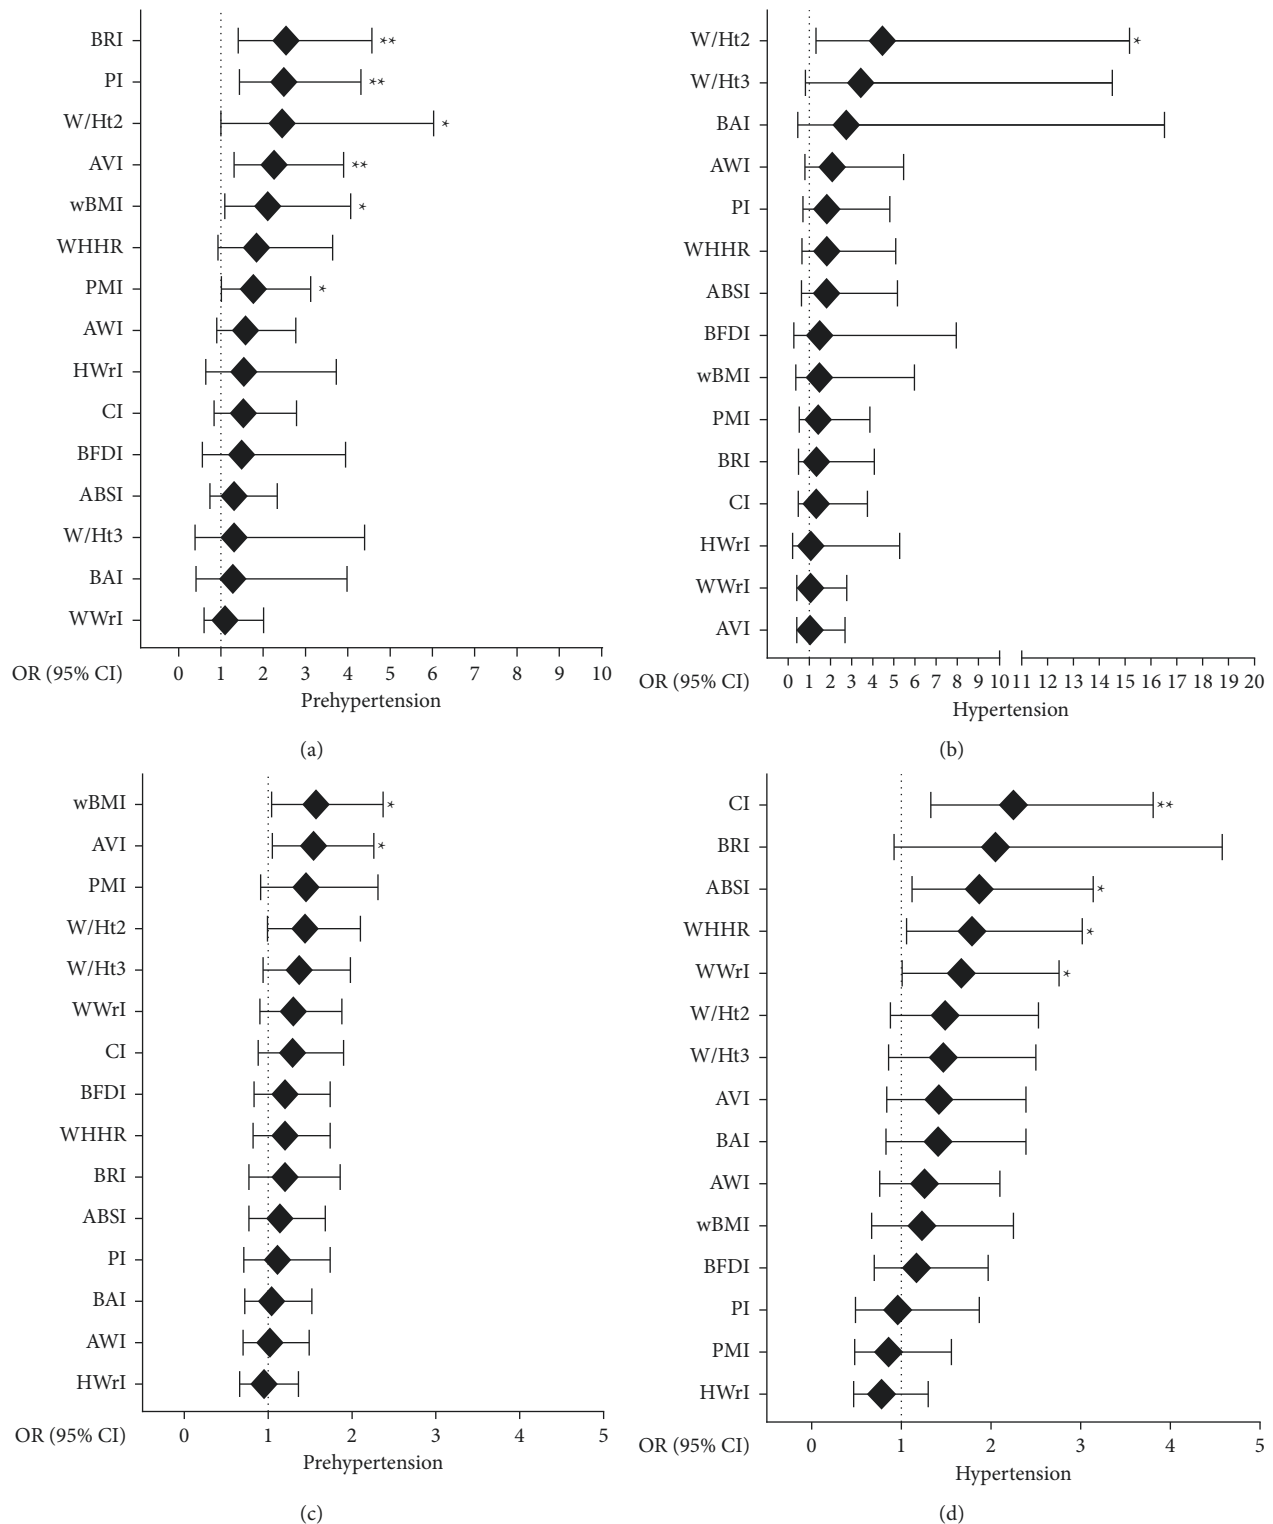 BRI **
PI **
W/Ht2 *
AVI **
wBMI *
WHHR
PMI *
AWI
HWrI
CI
BFDI
ABSI
W/Ht3
BAI
WWrI
0 1 2 3 4 5 6 7 8 9 10
OR (95% CI)
Prehypertension
(a)
W/Ht2 *
W/Ht3
BAI
AWI
PI
WHHR
ABSI
BFDI
wBMI
PMI
BRI
CI
HWrI
WWrI
AVI
OR (95% CI) 0 1 2 3 4 5 6 7 8 9 10 11 12 13 14 15 16 17 18 19 20
Hypertension
(b)
wBMI *
AVI *
PMI
W/Ht2
W/Ht3
WWrI
CI
BFDI
WHHR
BRI
ABSI
PI
BAI
AWI
HWrI
OR (95% CI) 0 1 2 3 4 5
Prehypertension
(c)
CI **
BRI
ABSI *
WHHR *
WWrI *
W/Ht2
W/Ht3
AVI
BAI
AWI
wBMI
BFDI
PI
PMI
HWrI
OR (95% CI) 0 1 2 3 4 5
Hypertension
(d)